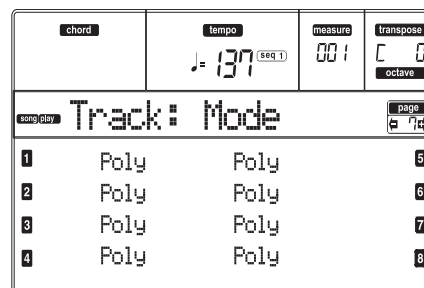 chord tempo measure transpose
♩= 137 seq 1 001 C 0
octave
song play Track: Mode page
1 Poly Poly 5
2 Poly Poly 6
3 Poly Poly 7
4 Poly Poly 8